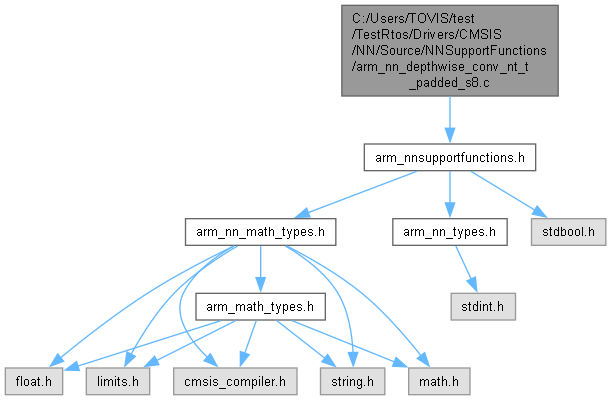 C:/Users/TOVIS/test
/TestRtos/Drivers/CMSIS
/NN/Source/NNSupportFunctions
/arm_nn_depthwise_conv_nt_t
_padded_s8.c
arm_nnsupportfunctions.h
arm_nn_math_types.h
arm_nn_types.h
stdbool.h
arm_math_types.h
stdint.h
float.h
limits.h
cmsis_compiler.h
string.h
math.h